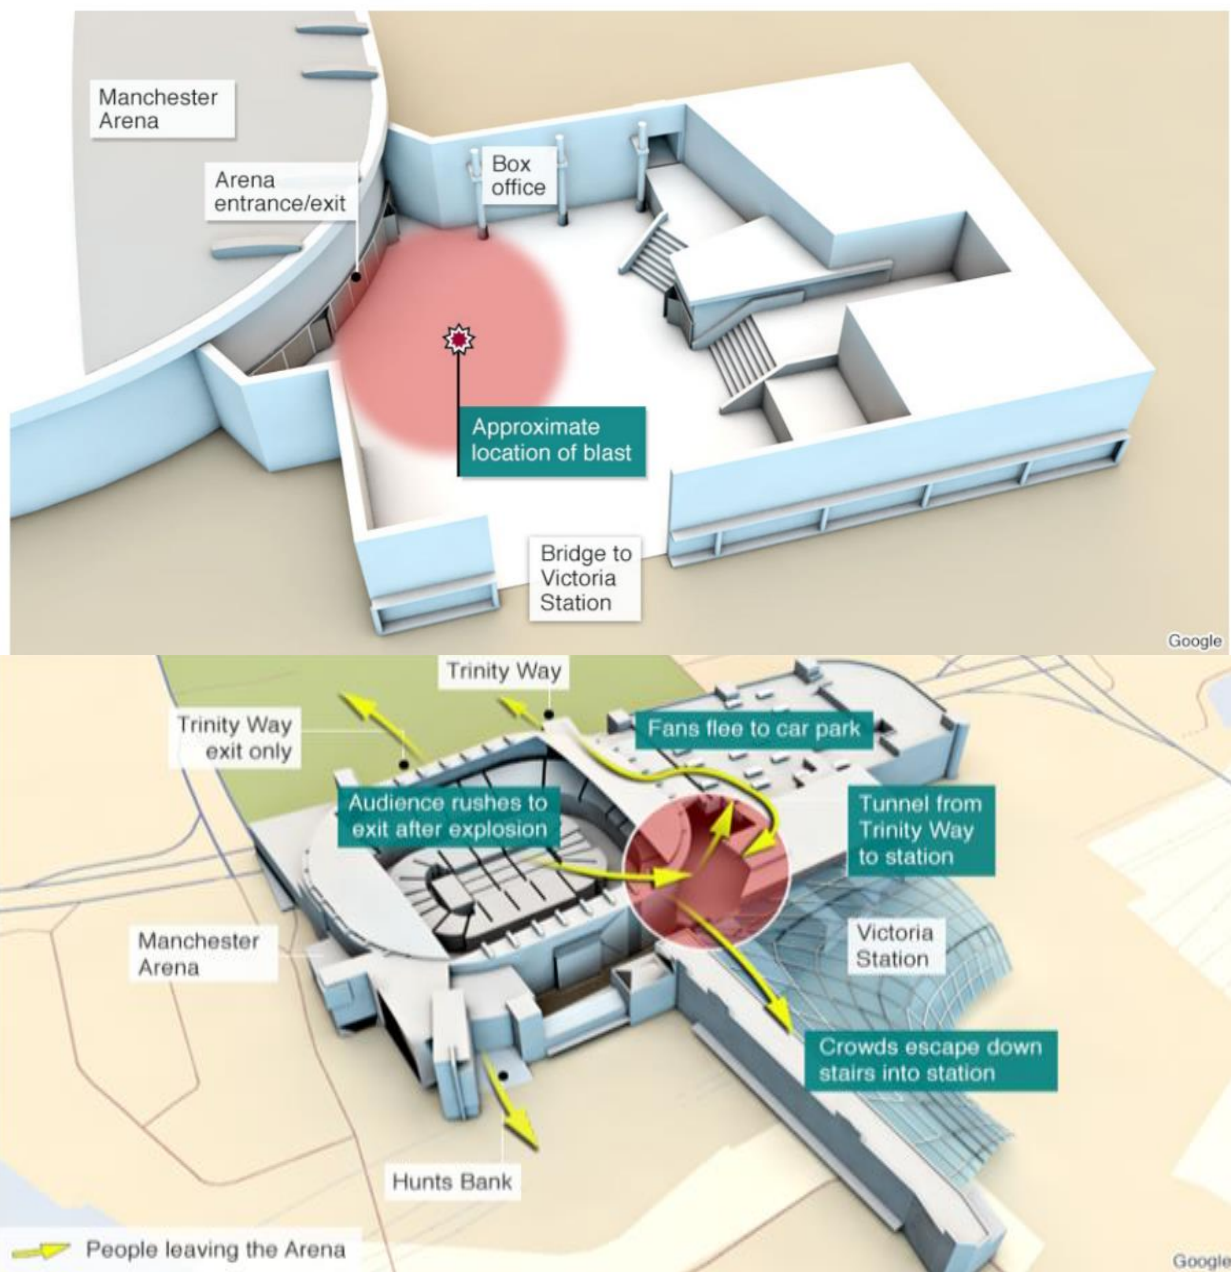 Manchester
Arena
Arena
entrance/exit
Box
office
Approximate
location of blast
Bridge to
Victoria
Station
Google
Trinity Way
Trinity Way
exit only
Fans flee to car park
Audience rushes to
exit after explosion
Tunnel from
Trinity Way
to station
Manchester
Arena
Victoria
Station
Crowds escape down
stairs into station
Hunts Bank
People leaving the Arena
Google